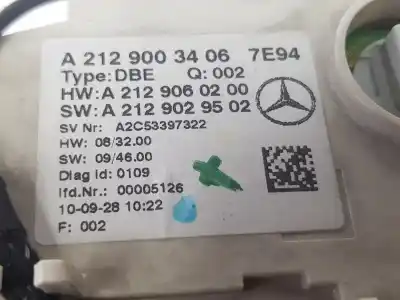 A 212 900 34 06 7E94
Type:DBE Q: 002
HW:A 212 906 02 00
SW:A 212 902 95 02
SV Nr: A2C53397322
HW: 08/32.00
SW: 09/46.00
Diag Id: 0109
lfd.Nr.: 00005126
10-09-28 10:22
F: 002